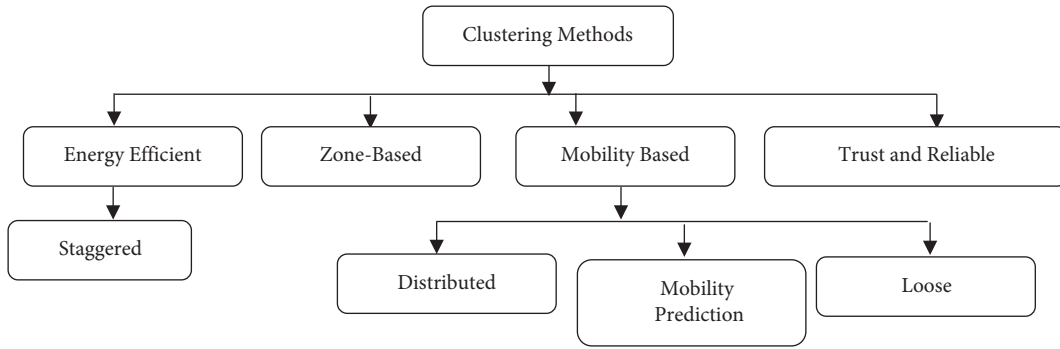 Clustering Methods
Energy Efficient
Zone-Based
Mobility Based
Trust and Reliable
Staggered
Distributed
Mobility
Prediction
Loose